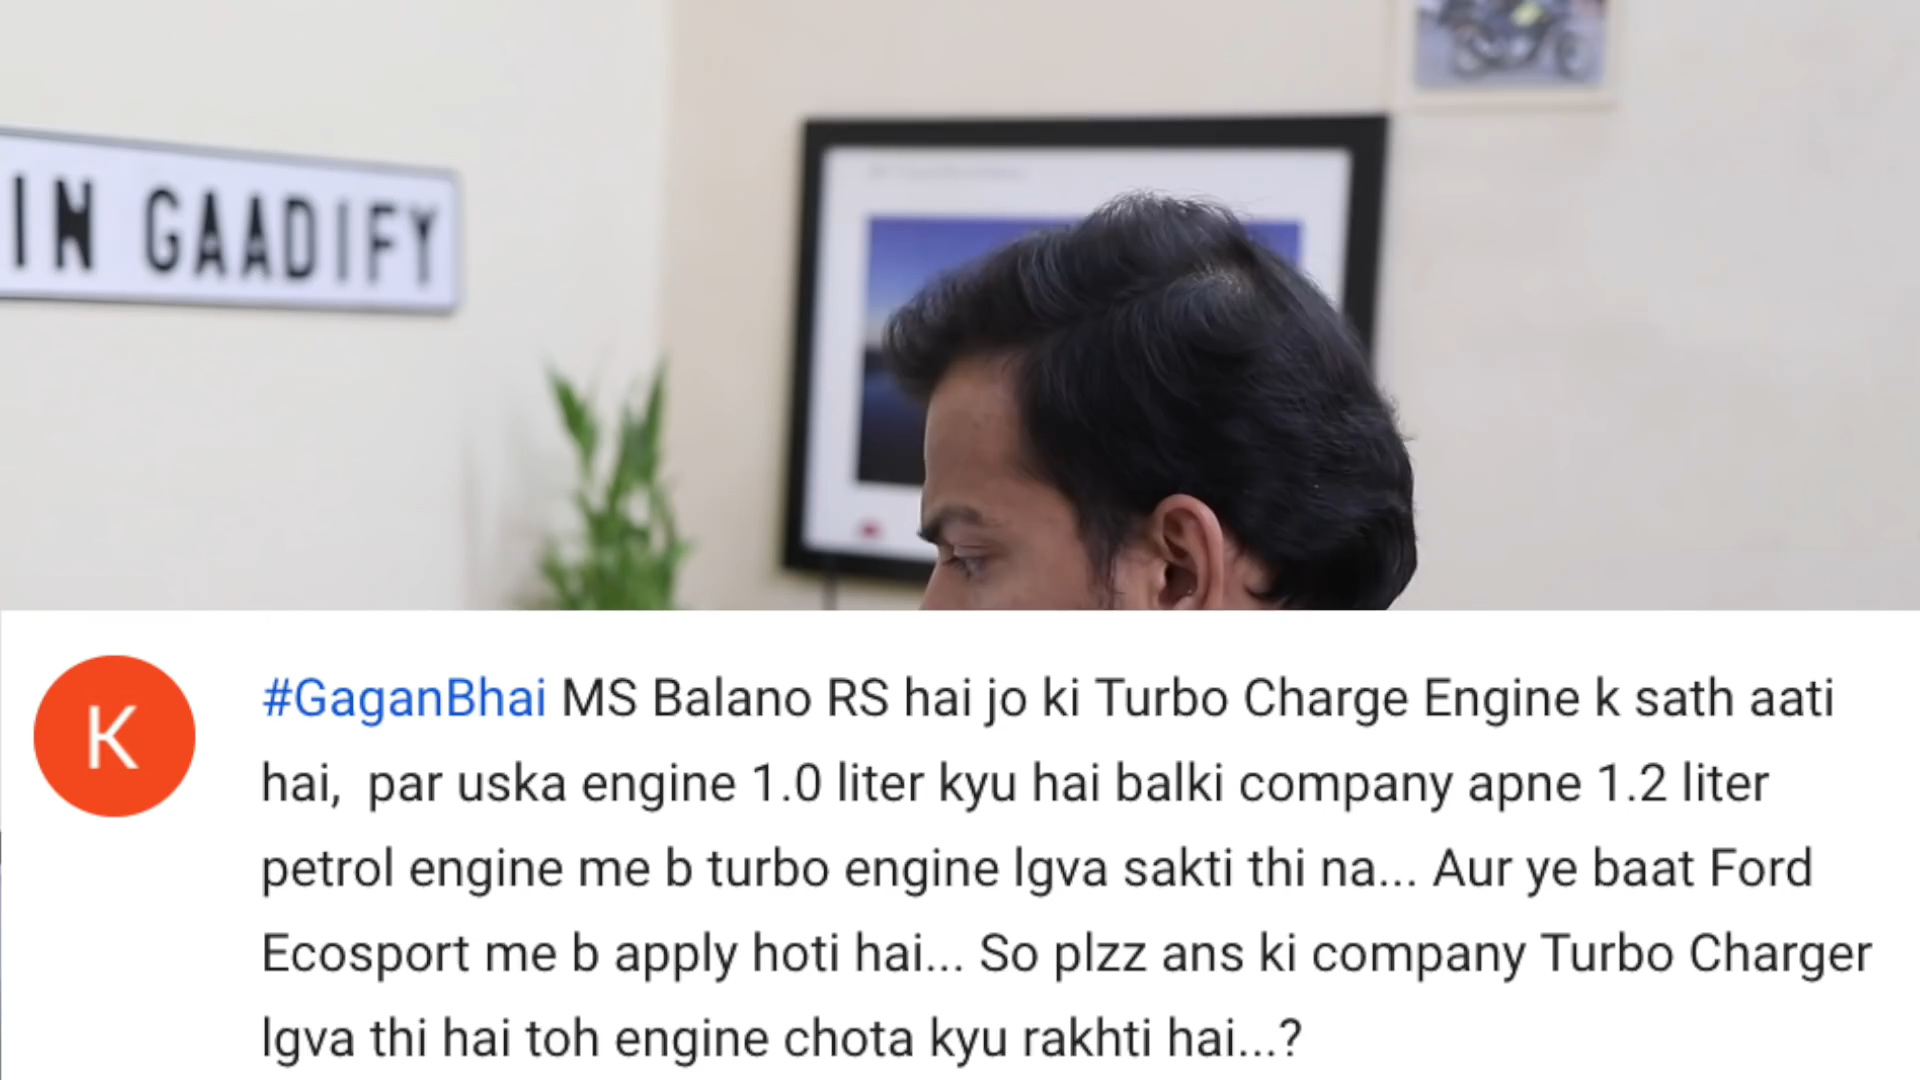 IN GAADIFY
K
#GaganBhai MS Balano RS hai jo ki Turbo Charge Engine k sath aati
hai, par uska engine 1.0 liter kyu hai balki company apne 1.2 liter
petrol engine me b turbo engine lgva sakti thi na... Aur ye baat Ford
Ecosport me b apply hoti hai... So plzz ans ki company Turbo Charger
lgva thi hai toh engine chota kyu rakhti hai...?